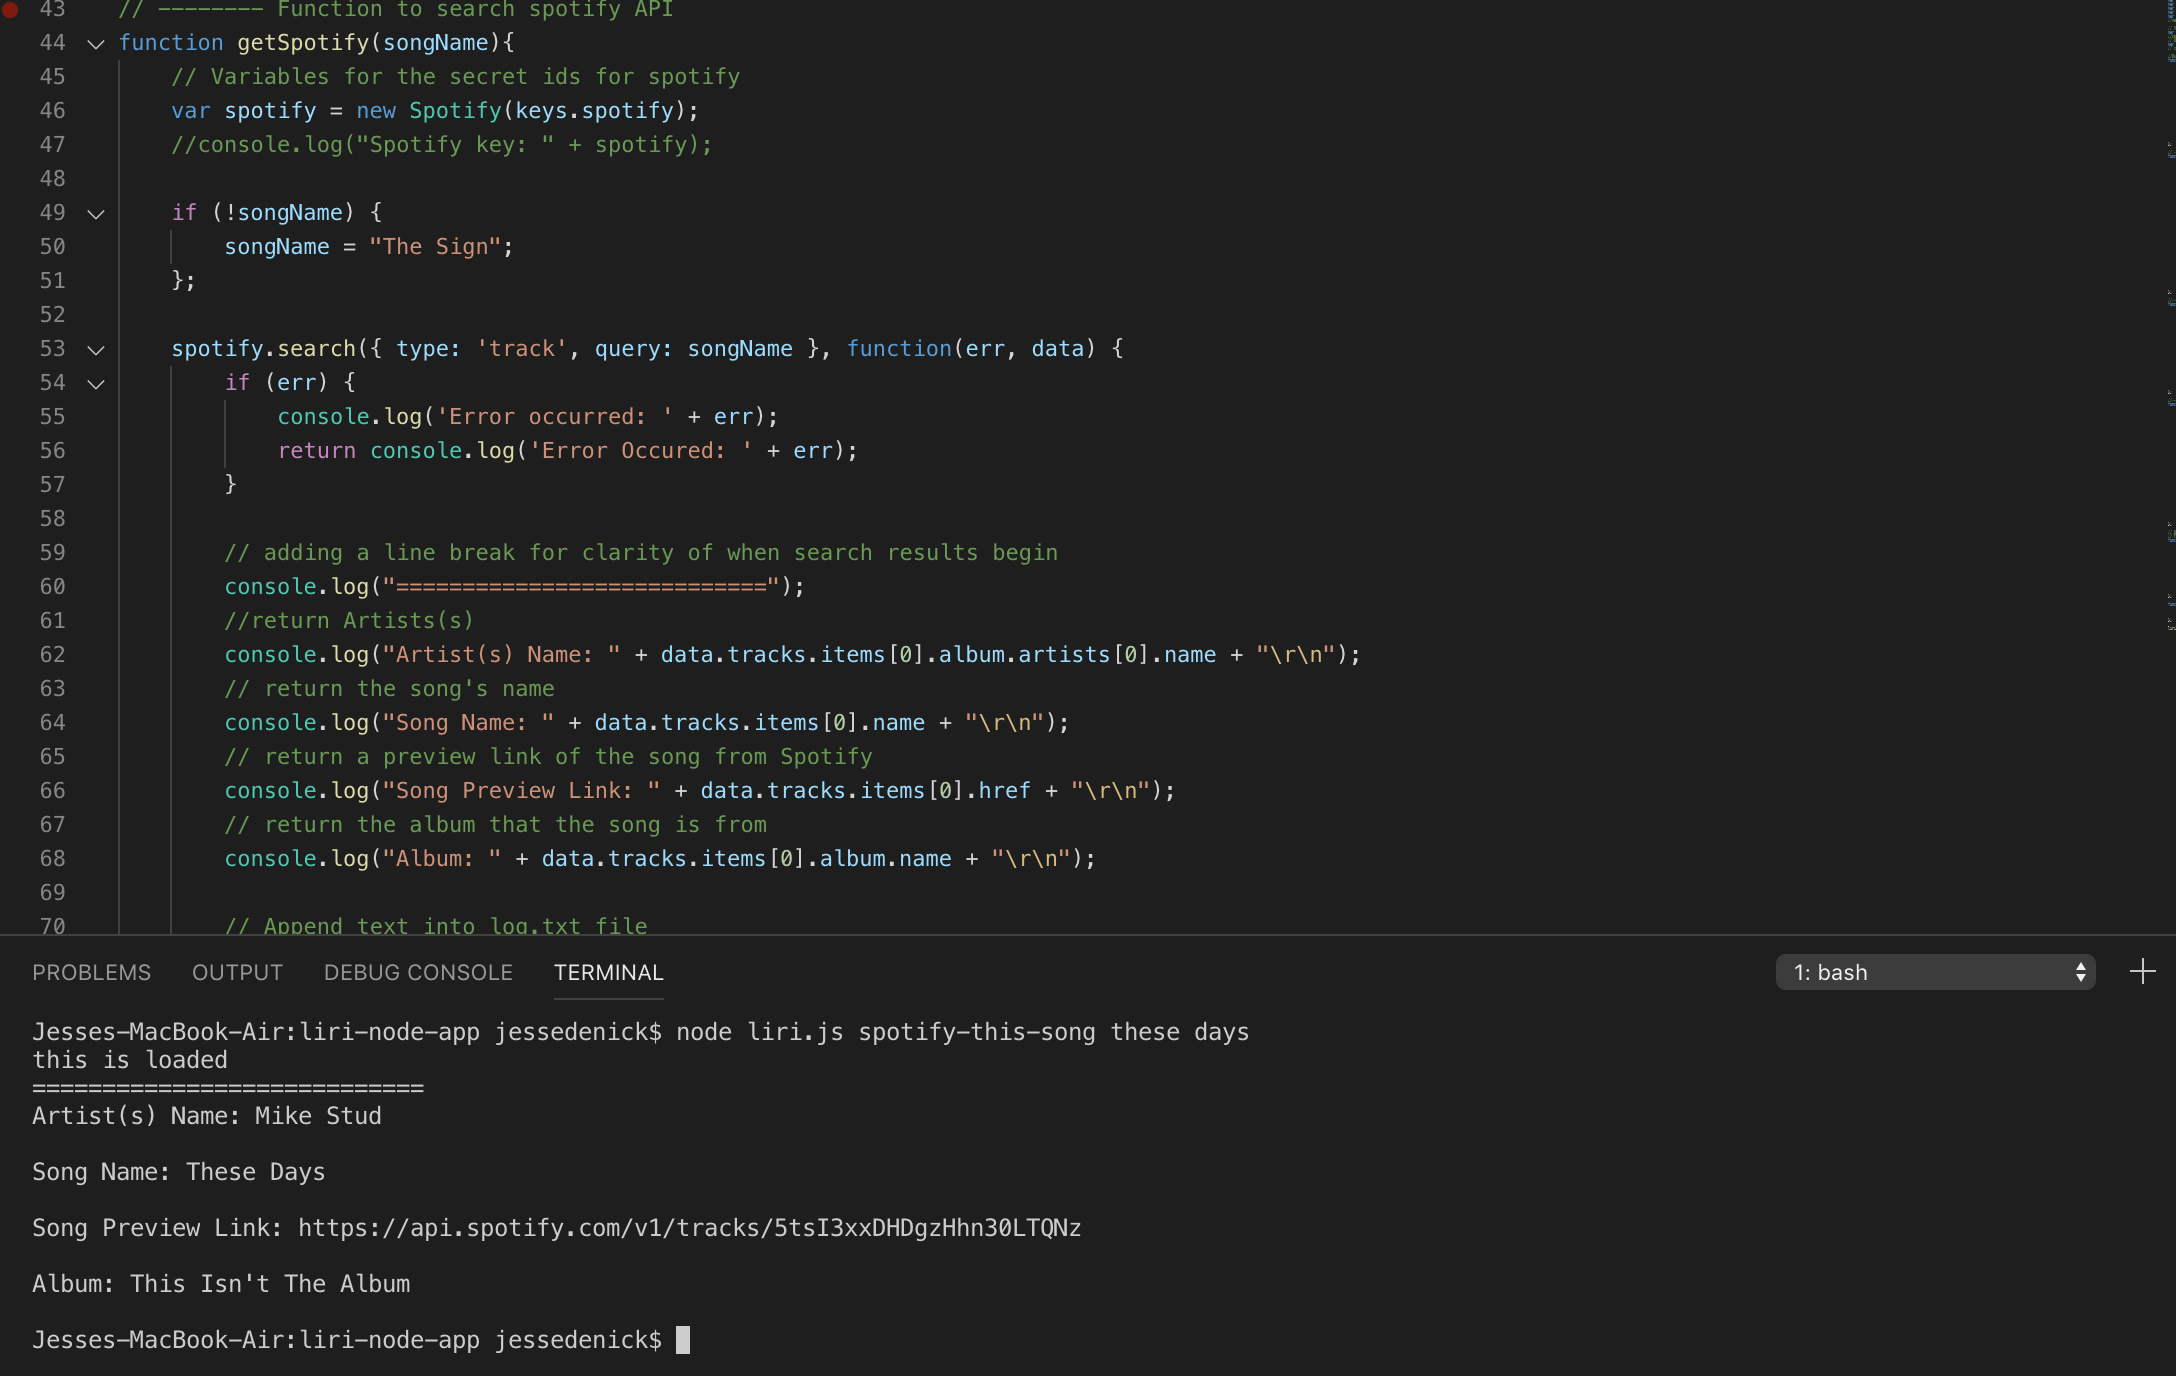 43 // -------- Function to search spotify API
44 function getSpotify(songName){
45 // Variables for the secret ids for spotify
46 var spotify = new Spotify(keys.spotify);
47 //console.log("Spotify key: " + spotify);
48
49 if (!songName) {
50 songName = "The Sign";
51 };
52
53 spotify.search({ type: 'track', query: songName }, function(err, data) {
54 if (err) {
55 console.log('Error occurred: ' + err);
56 return console.log('Error Occured: ' + err);
57 }
58
59 // adding a line break for clarity of when search results begin
60 console.log("============================");
61 //return Artists(s)
62 console.log("Artist(s) Name: " + data.tracks.items[0].album.artists[0].name + "\r\n");
63 // return the song's name
64 console.log("Song Name: " + data.tracks.items[0].name + "\r\n");
65 // return a preview link of the song from Spotify
66 console.log("Song Preview Link: " + data.tracks.items[0].href + "\r\n");
67 // return the album that the song is from
68 console.log("Album: " + data.tracks.items[0].album.name + "\r\n");
69
70 // Append text into log.txt file
PROBLEMS OUTPUT DEBUG CONSOLE TERMINAL 1: bash
Jesses-MacBook-Air:liri-node-app jessedenick$ node liri.js spotify-this-song these days
this is loaded
============================
Artist(s) Name: Mike Stud
Song Name: These Days
Song Preview Link: https://api.spotify.com/v1/tracks/5tsI3xxDHDgzHhn30LTQNz
Album: This Isn't The Album
Jesses-MacBook-Air:liri-node-app jessedenick$